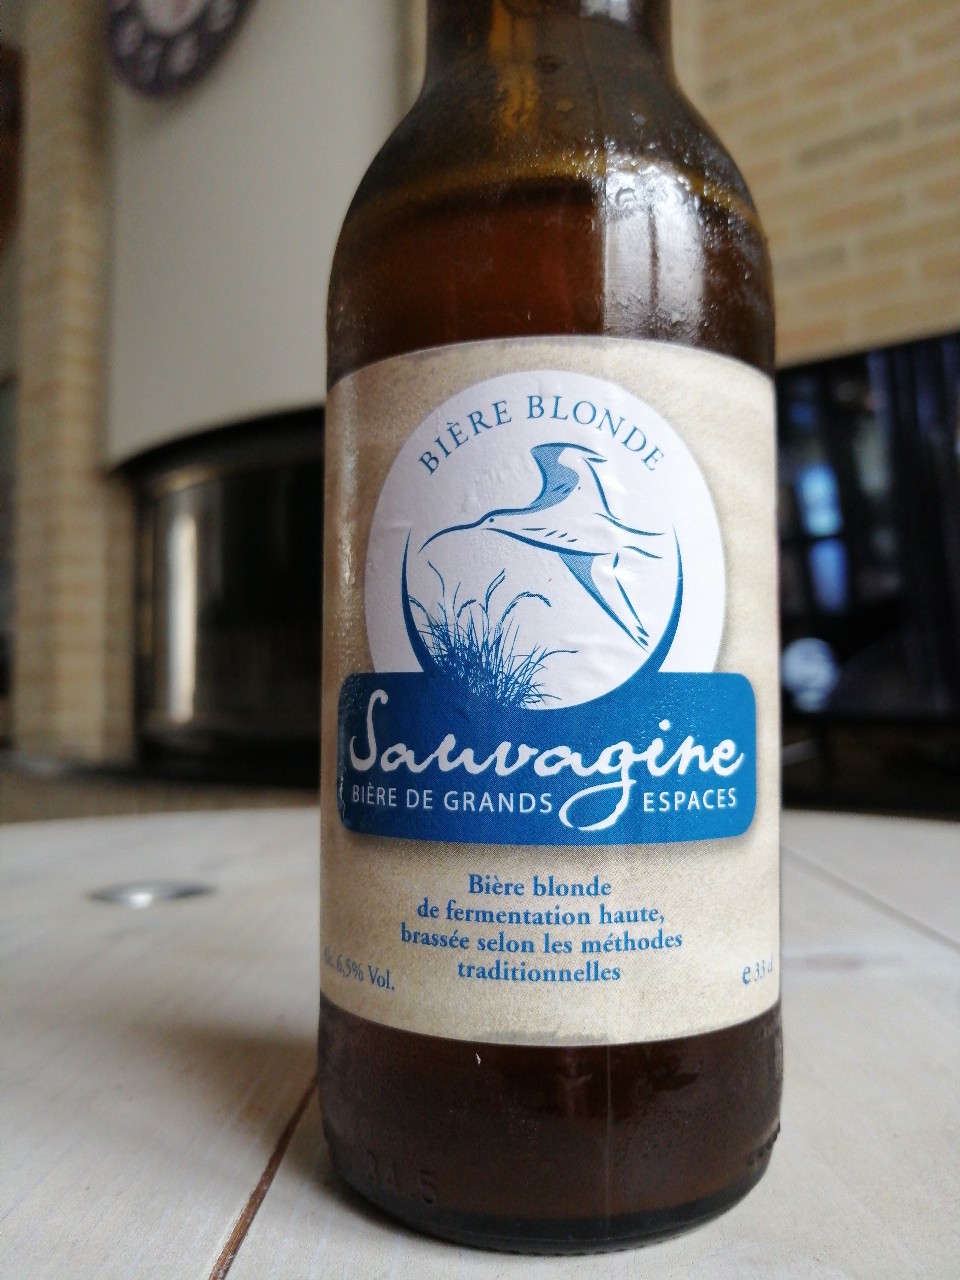 BIÈRE BLONDE
Sauvagine
BIÈRE DE GRANDS ESPACES
Bière blonde
de fermentation haute,
brassée selon les méthodes
traditionnelles
6,5% Vol.
e 33 cl